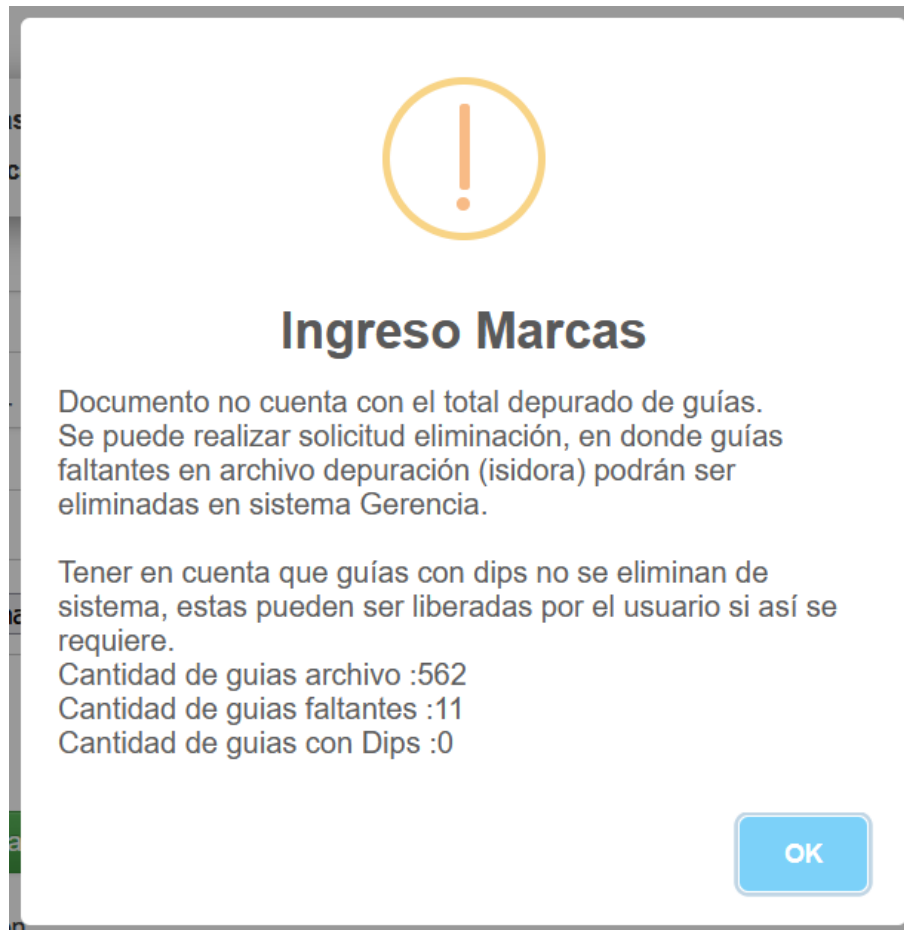 Ingreso Marcas
Documento no cuenta con el total depurado de guías.
Se puede realizar solicitud eliminación, en donde guías
faltantes en archivo depuración (isidora) podrán ser
eliminadas en sistema Gerencia.
Tener en cuenta que guías con dips no se eliminan de
sistema, estas pueden ser liberadas por el usuario si así se
requiere.
Cantidad de guias archivo :562
Cantidad de guias faltantes :11
Cantidad de guias con Dips :0
OK